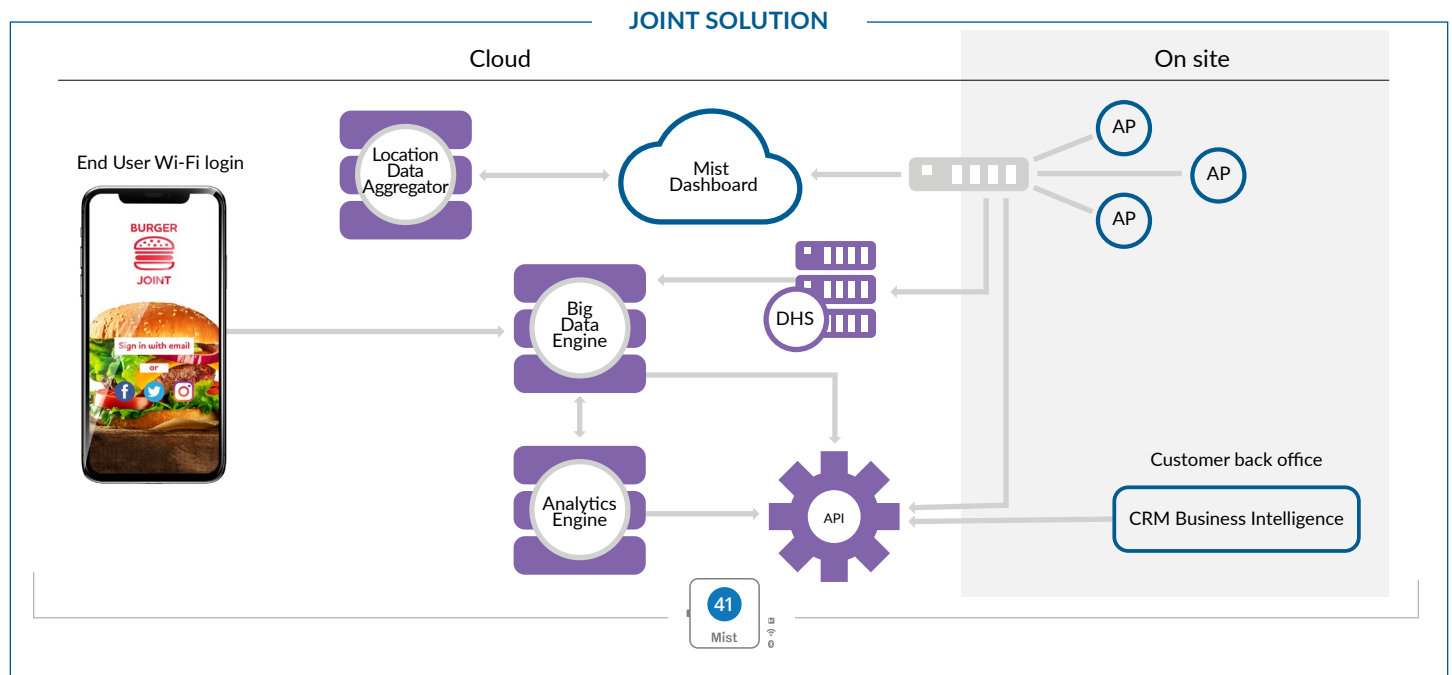 JOINT SOLUTION
Cloud
On site
End User Wi-Fi login
BURGER
JOINT
Sign in with email
or
Location
Data
Aggregator
Mist
Dashboard
AP
AP
AP
Big
Data
Engine
DHS
Analytics
Engine
API
Customer back office
CRM Business Intelligence
41
Mist